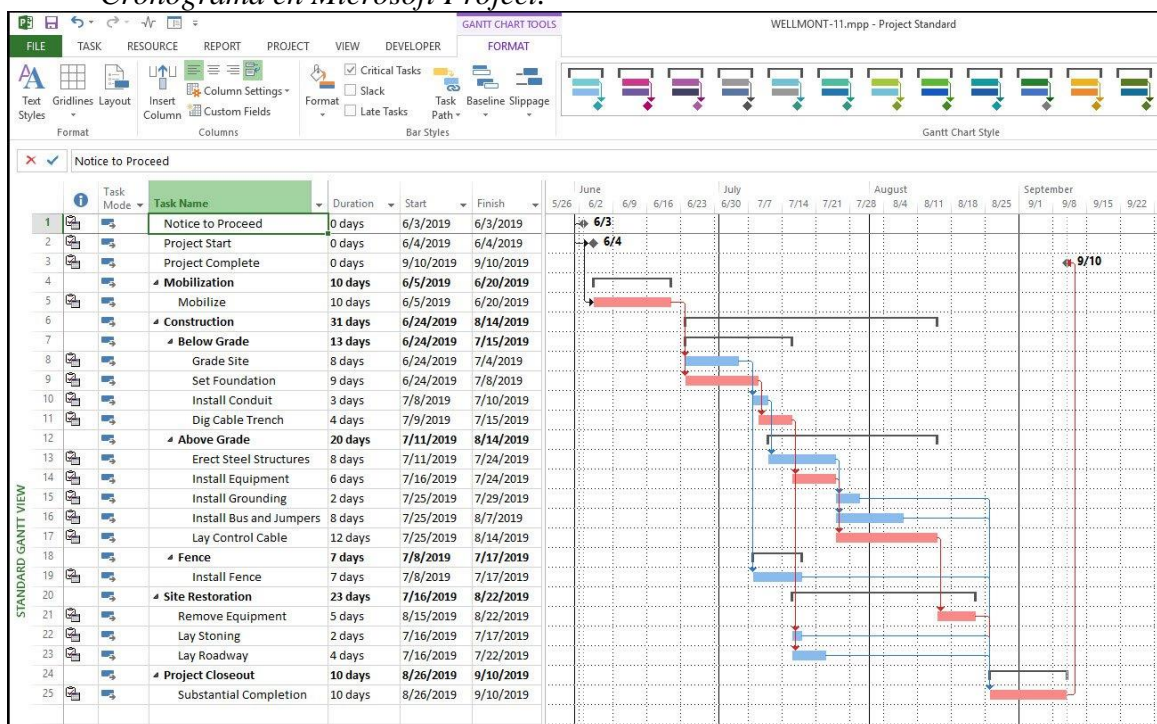 Cronograma en Microsoft Project.
GANTT CHART TOOLS
WELLMONT-11.mpp - Project Standard
FILE TASK RESOURCE REPORT PROJECT VIEW DEVELOPER FORMAT
Text Styles
Gridlines
Layout
Insert Column
Column Settings
Custom Fields
Format
Critical Tasks
Slack
Late Tasks
Task Path
Baseline
Slippage
Format Columns Bar Styles Gantt Chart Style
Notice to Proceed
Task Mode Task Name Duration Start Finish
June July August September
5/26 6/2 6/9 6/16 6/23 6/30 7/7 7/14 7/21 7/28 8/4 8/11 8/18 8/25 9/1 9/8 9/15 9/22
1 Notice to Proceed 0 days 6/3/2019 6/3/2019 6/3
2 Project Start 0 days 6/4/2019 6/4/2019 6/4
3 Project Complete 0 days 9/10/2019 9/10/2019 9/10
4 Mobilization 10 days 6/5/2019 6/20/2019
5 Mobilize 10 days 6/5/2019 6/20/2019
6 Construction 31 days 6/24/2019 8/14/2019
7 Below Grade 13 days 6/24/2019 7/15/2019
8 Grade Site 8 days 6/24/2019 7/4/2019
9 Set Foundation 9 days 6/24/2019 7/8/2019
10 Install Conduit 3 days 7/8/2019 7/10/2019
11 Dig Cable Trench 4 days 7/9/2019 7/15/2019
12 Above Grade 20 days 7/11/2019 8/14/2019
13 Erect Steel Structures 8 days 7/11/2019 7/24/2019
14 Install Equipment 6 days 7/16/2019 7/24/2019
15 Install Grounding 2 days 7/25/2019 7/29/2019
16 Install Bus and Jumpers 8 days 7/25/2019 8/7/2019
17 Lay Control Cable 12 days 7/25/2019 8/14/2019
18 Fence 7 days 7/8/2019 7/17/2019
19 Install Fence 7 days 7/8/2019 7/17/2019
20 Site Restoration 23 days 7/16/2019 8/22/2019
21 Remove Equipment 5 days 8/15/2019 8/22/2019
22 Lay Stoning 2 days 7/16/2019 7/17/2019
23 Lay Roadway 4 days 7/16/2019 7/22/2019
24 Project Closeout 10 days 8/26/2019 9/10/2019
25 Substantial Completion 10 days 8/26/2019 9/10/2019
STANDARD GANTT VIEW